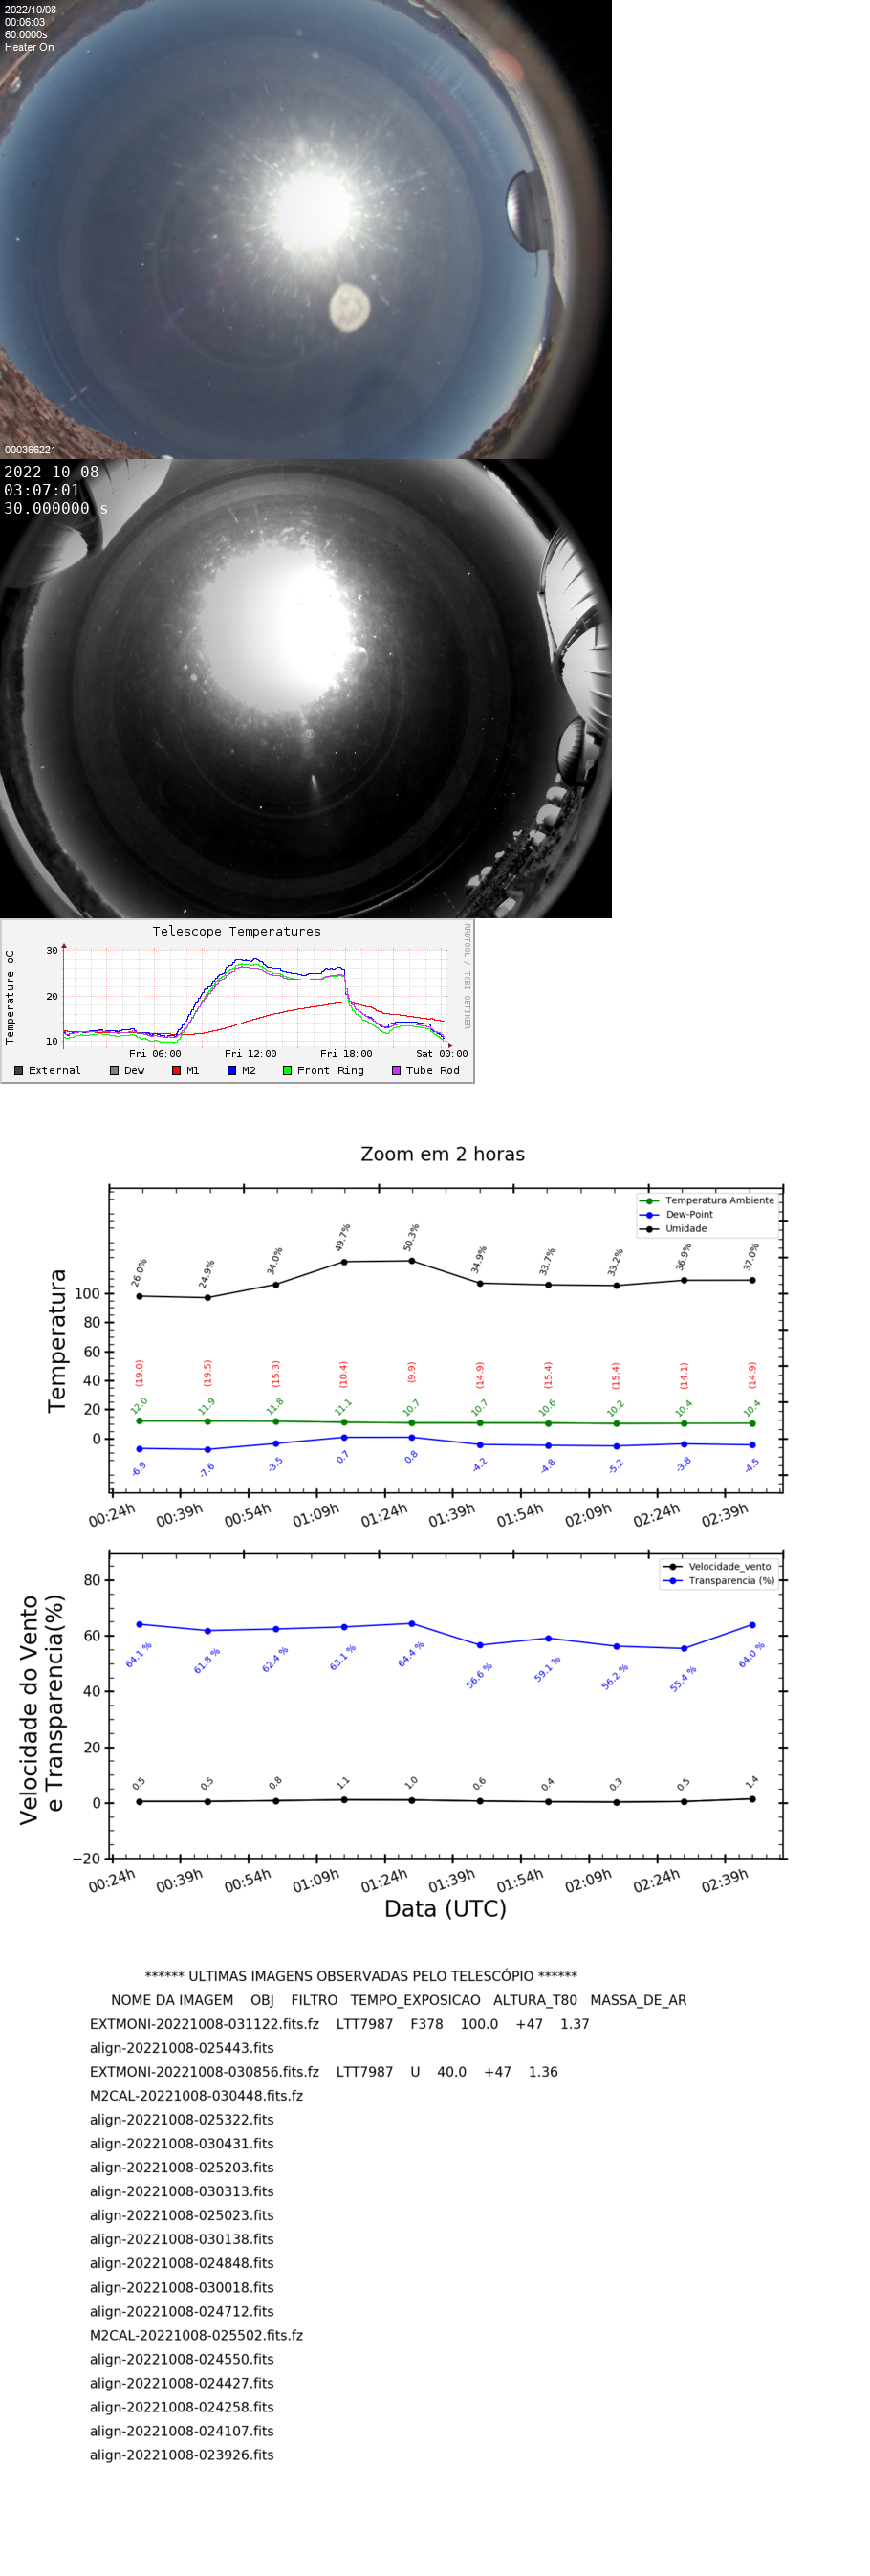 2022/10/08
00:06:03
60.0000s
Heater On
000366221
2022-10-08
03:07:01
30.000000 s
Telescope Temperatures
RRDTOOL / TOBI OETIKER
Temperature oC
30
20
10
Fri 06:00 Fri 12:00 Fri 18:00 Sat 00:00
External Dew M1 M2 Front Ring Tube Rod
Zoom em 2 horas
Temperatura Ambiente
Dew-Point
Umidade
Temperatura
100
80
60
40
20
0
26.0% 24.9% 34.0% 49.7% 50.3% 34.9% 33.7% 33.2% 36.9% 37.0%
(19.0) (19.5) (15.3) (10.4) (9.9) (14.9) (15.4) (15.4) (14.1) (14.9)
12.0 11.9 11.8 11.1 10.7 10.7 10.6 10.2 10.4 10.4
-6.9 -7.6 -3.5 0.7 0.8 -4.2 -4.8 -5.2 -3.8 -4.5
00:24h 00:39h 00:54h 01:09h 01:24h 01:39h 01:54h 02:09h 02:24h 02:39h
Velocidade_vento
Transparencia (%)
Velocidade do Vento
e Transparencia(%)
80
60
40
20
0
−20
64.1 % 61.8 % 62.4 % 63.1 % 64.4 % 56.6 % 59.1 % 56.2 % 55.4 % 64.0 %
0.5 0.5 0.8 1.1 1.0 0.6 0.4 0.3 0.5 1.4
00:24h 00:39h 00:54h 01:09h 01:24h 01:39h 01:54h 02:09h 02:24h 02:39h
Data (UTC)
****** ULTIMAS IMAGENS OBSERVADAS PELO TELESCÓPIO ******
NOME DA IMAGEM OBJ FILTRO TEMPO_EXPOSICAO ALTURA_T80 MASSA_DE_AR
EXTMONI-20221008-031122.fits.fz LTT7987 F378 100.0 +47 1.37
align-20221008-025443.fits
EXTMONI-20221008-030856.fits.fz LTT7987 U 40.0 +47 1.36
M2CAL-20221008-030448.fits.fz
align-20221008-025322.fits
align-20221008-030431.fits
align-20221008-025203.fits
align-20221008-030313.fits
align-20221008-025023.fits
align-20221008-030138.fits
align-20221008-024848.fits
align-20221008-030018.fits
align-20221008-024712.fits
M2CAL-20221008-025502.fits.fz
align-20221008-024550.fits
align-20221008-024427.fits
align-20221008-024258.fits
align-20221008-024107.fits
align-20221008-023926.fits